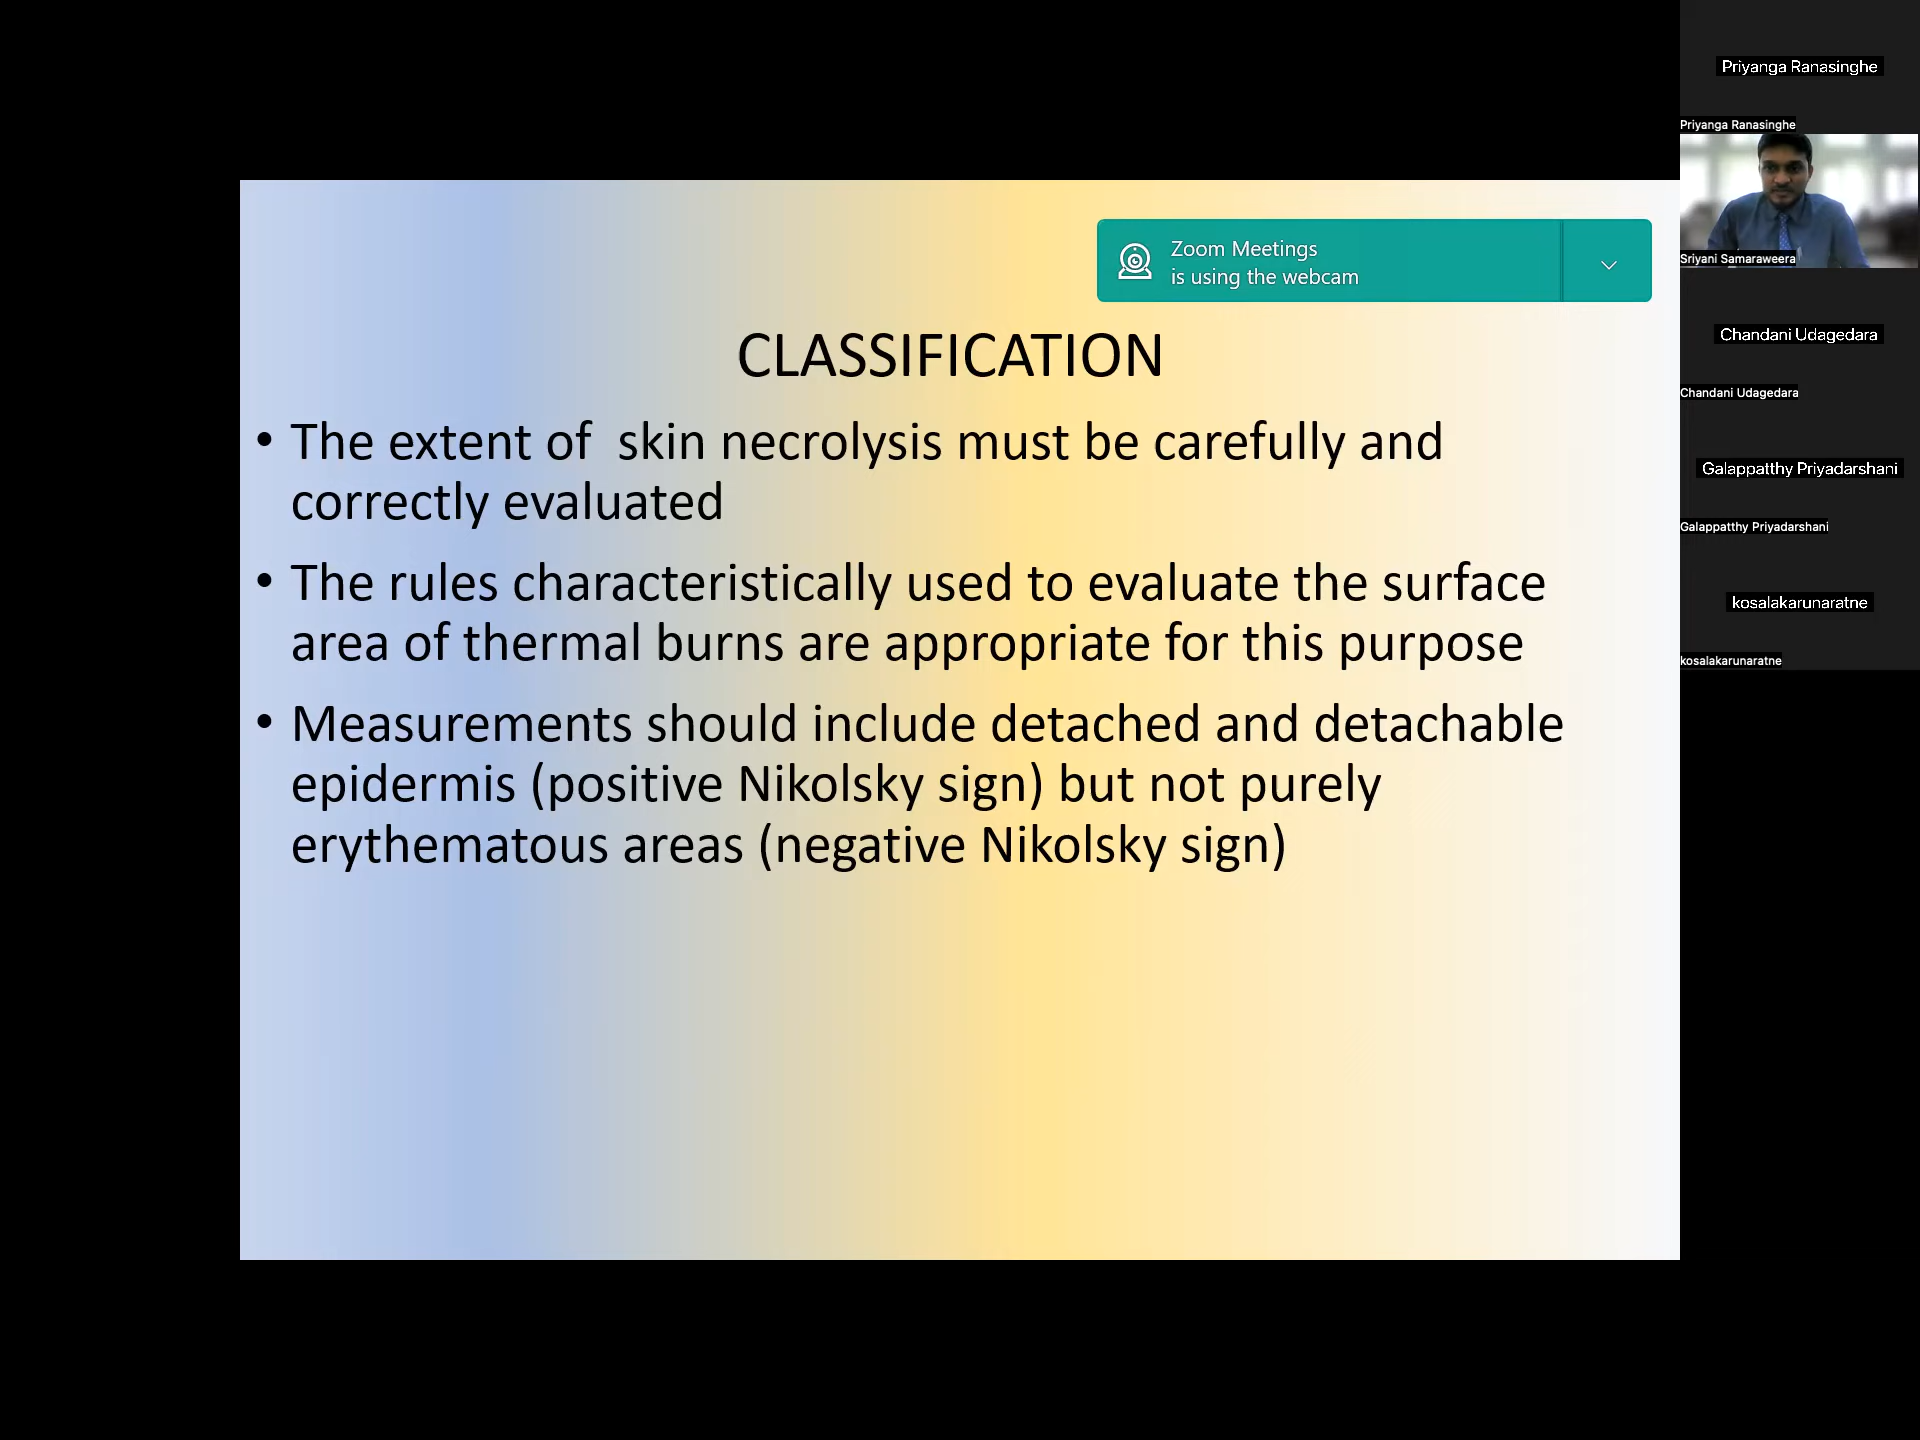 Zoom Meetings
is using the webcam
CLASSIFICATION
• The extent of  skin necrolysis must be carefully and
correctly evaluated
• The rules characteristically used to evaluate the surface
area of thermal burns are appropriate for this purpose
• Measurements should include detached and detachable
epidermis (positive Nikolsky sign) but not purely
erythematous areas (negative Nikolsky sign)
Priyanga Ranasinghe
Priyanga Ranasinghe
Sriyani Samaraweera
Chandani Udagedara
Chandani Udagedara
Galappatthy Priyadarshani
Galappatthy Priyadarshani
kosalakarunaratne
kosalakarunaratne